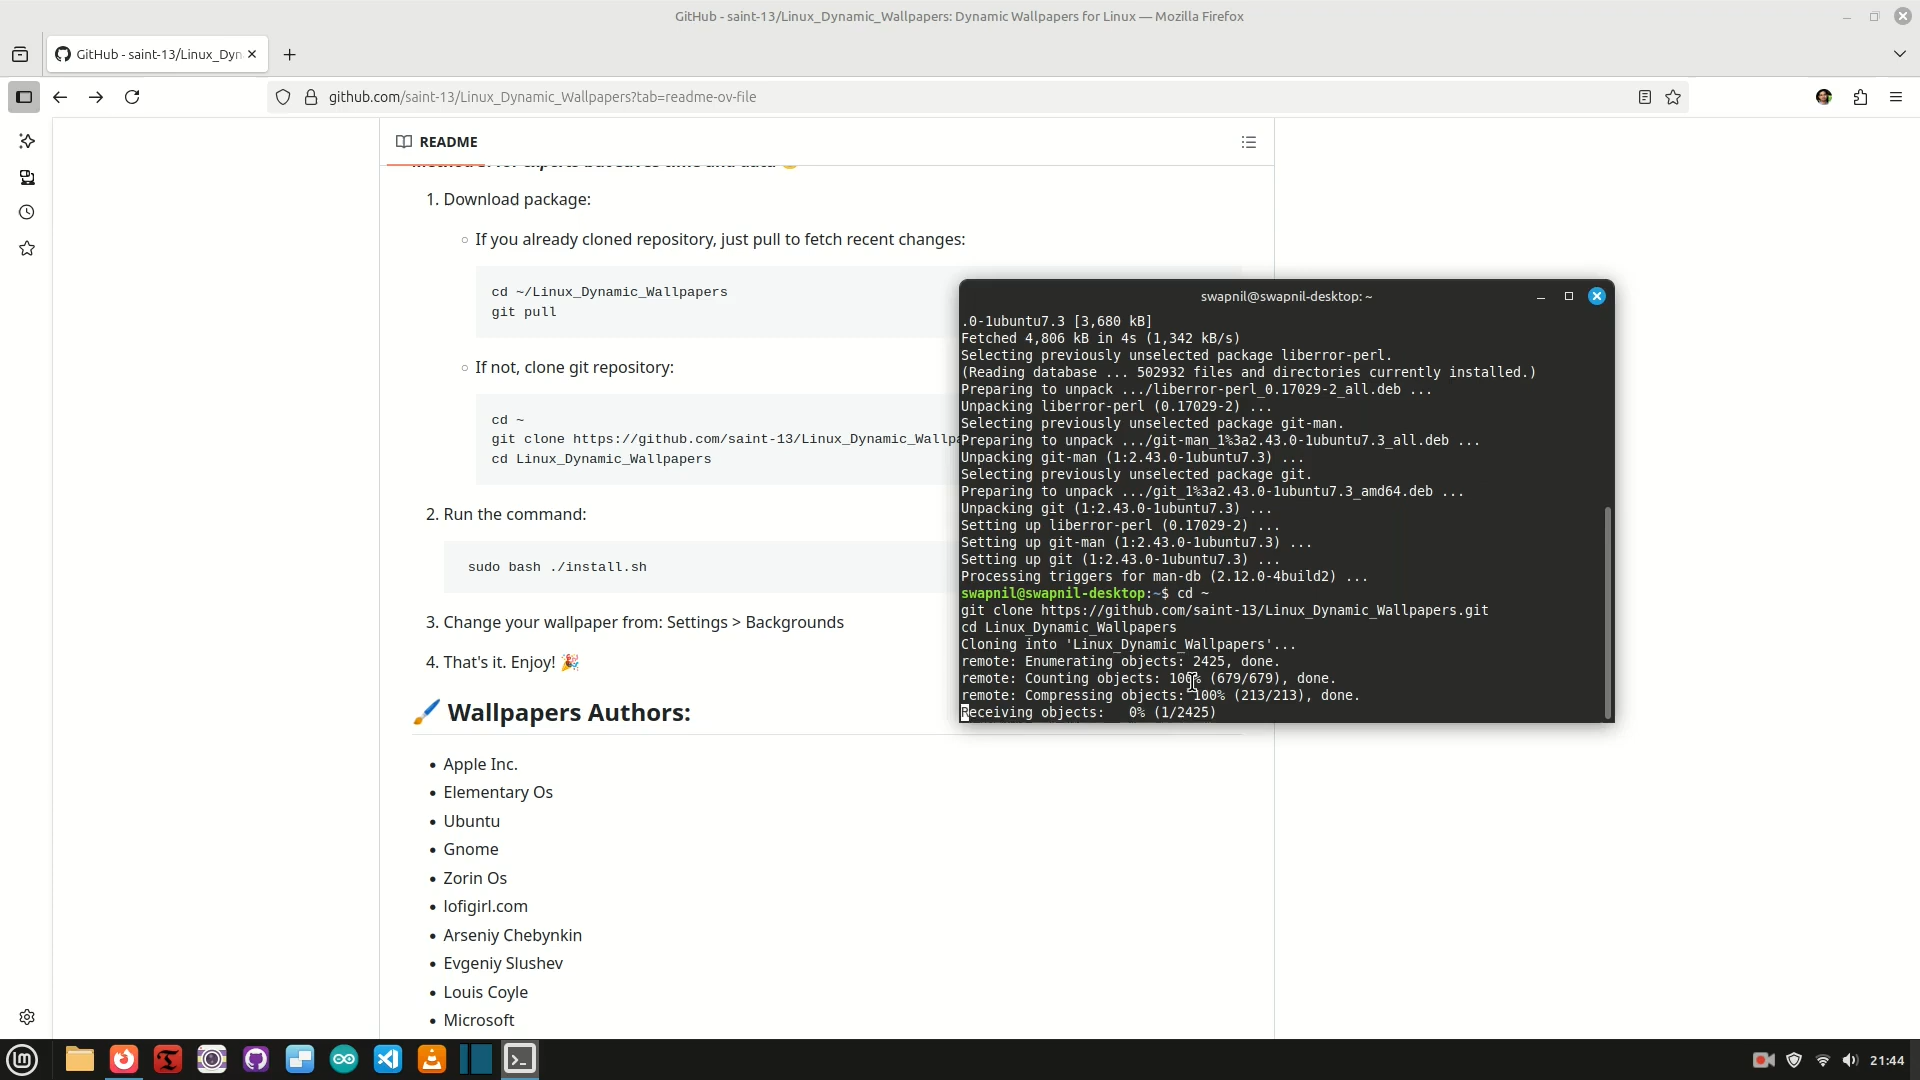 GitHub - saint-13/Linux_Dynamic_Wallpapers: Dynamic Wallpapers for Linux — Mozilla Firefox
GitHub - saint-13/Linux_Dyn
github.com/saint-13/Linux_Dynamic_Wallpapers?tab=readme-ov-file
README
1. Download package:
If you already cloned repository, just pull to fetch recent changes:
cd ~/Linux_Dynamic_Wallpapers
git pull
If not, clone git repository:
cd ~
git clone https://github.com/saint-13/Linux_Dynamic_Wallpa
cd Linux_Dynamic_Wallpapers
2. Run the command:
sudo bash ./install.sh
3. Change your wallpaper from: Settings > Backgrounds
4. That's it. Enjoy! 🎉
🖌️ Wallpapers Authors:
Apple Inc.
Elementary Os
Ubuntu
Gnome
Zorin Os
lofigirl.com
Arseniy Chebynkin
Evgeniy Slushev
Louis Coyle
Microsoft
swapnil@swapnil-desktop: ~
.0-1ubuntu7.3 [3,680 kB]
Fetched 4,806 kB in 4s (1,342 kB/s)
Selecting previously unselected package liberror-perl.
(Reading database ... 502932 files and directories currently installed.)
Preparing to unpack .../liberror-perl_0.17029-2_all.deb ...
Unpacking liberror-perl (0.17029-2) ...
Selecting previously unselected package git-man.
Preparing to unpack .../git-man_1%3a2.43.0-1ubuntu7.3_all.deb ...
Unpacking git-man (1:2.43.0-1ubuntu7.3) ...
Selecting previously unselected package git.
Preparing to unpack .../git_1%3a2.43.0-1ubuntu7.3_amd64.deb ...
Unpacking git (1:2.43.0-1ubuntu7.3) ...
Setting up liberror-perl (0.17029-2) ...
Setting up git-man (1:2.43.0-1ubuntu7.3) ...
Setting up git (1:2.43.0-1ubuntu7.3) ...
Processing triggers for man-db (2.12.0-4build2) ...
swapnil@swapnil-desktop:~$ cd ~
git clone https://github.com/saint-13/Linux_Dynamic_Wallpapers.git
cd Linux_Dynamic_Wallpapers
Cloning into 'Linux_Dynamic_Wallpapers'...
remote: Enumerating objects: 2425, done.
remote: Counting objects: 100% (679/679), done.
remote: Compressing objects: 100% (213/213), done.
Receiving objects:   0% (1/2425)
lm
21:44